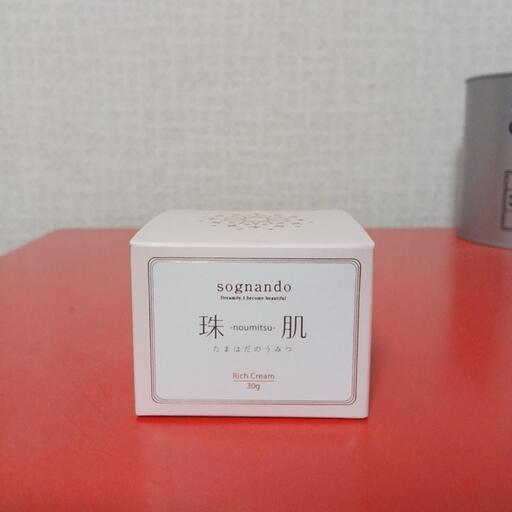 sognando
Dreamily, I become beautiful
珠 -noumitsu- 肌
たまはだのうみつ
Rich Cream
30g